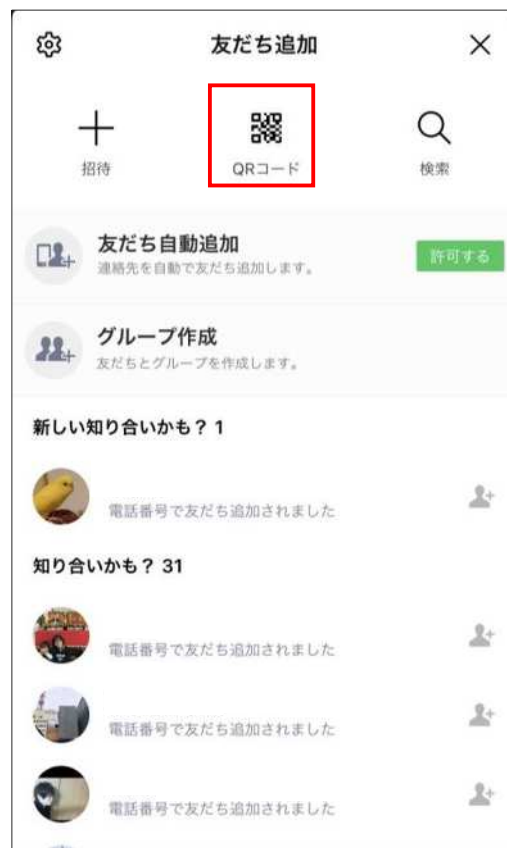 友だち追加
招待
QRコード
検索
友だち自動追加
連絡先を自動で友だち追加します。
許可する
グループ作成
友だちとグループを作成します。
新しい知り合いかも？ 1
電話番号で友だち追加されました
知り合いかも？ 31
電話番号で友だち追加されました
電話番号で友だち追加されました
電話番号で友だち追加されました